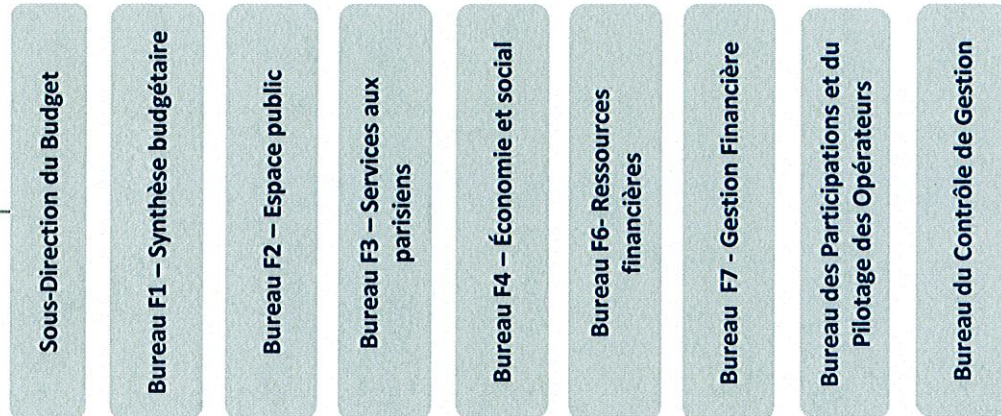 Sous-Direction du Budget
Bureau F1 – Synthèse budgétaire
Bureau F2 – Espace public
Bureau F3 – Services aux
parisiens
Bureau F4 – Économie et social
Bureau F6- Ressources
financières
Bureau F7 - Gestion Financière
Bureau des Participations et du
Pilotage des Opérateurs
Bureau du Contrôle de Gestion